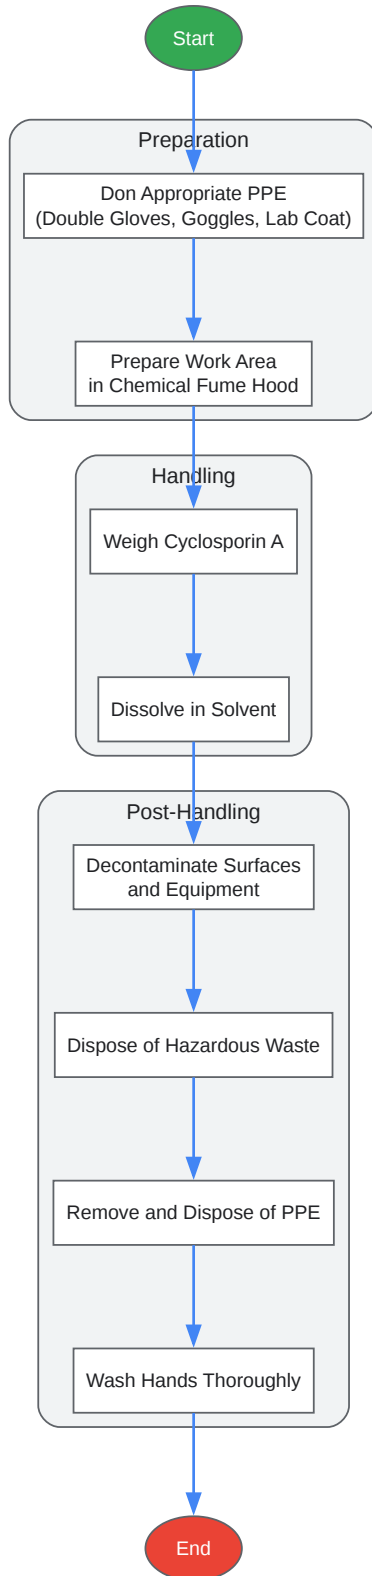 Start
Preparation
Don Appropriate PPE
(Double Gloves, Goggles, Lab Coat)
Prepare Work Area
in Chemical Fume Hood
Handling
Weigh Cyclosporin A
Dissolve in Solvent
Post-Handling
Decontaminate Surfaces
and Equipment
Dispose of Hazardous Waste
Remove and Dispose of PPE
Wash Hands Thoroughly
End